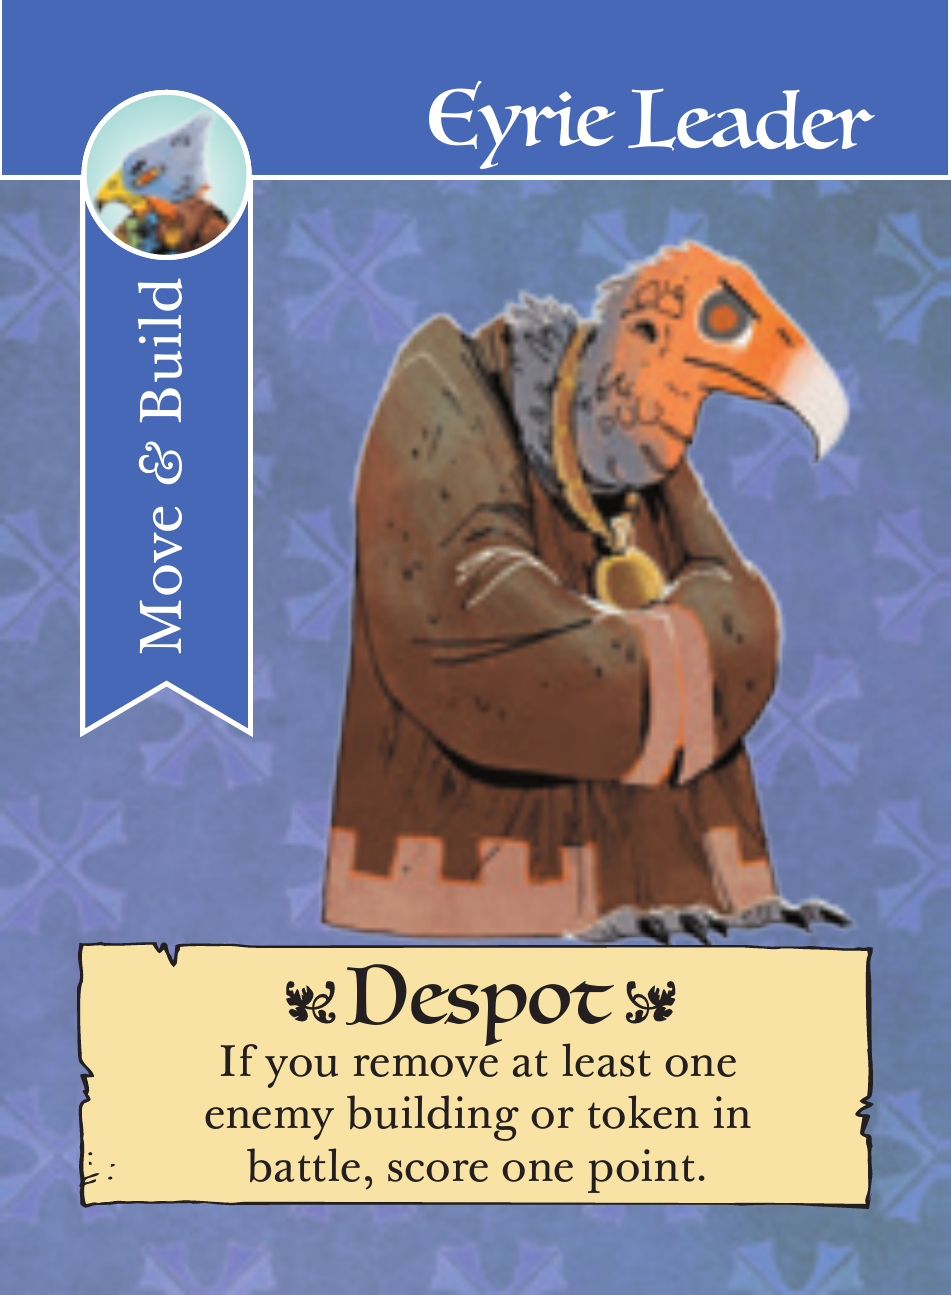 Eyrie Leader
Move & Build
Despot
If you remove at least one
enemy building or token in
battle, score one point.